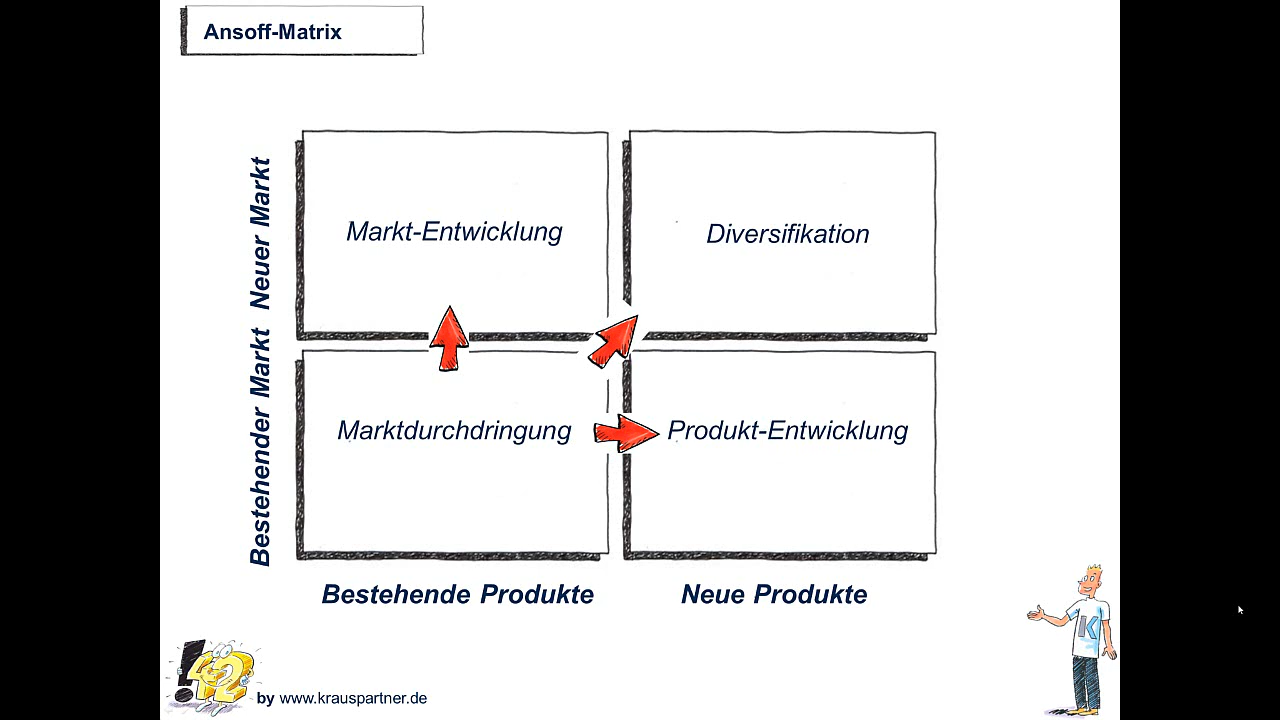 Ansoff-Matrix
Neuer Markt
Markt-Entwicklung
Diversifikation
Bestehender Markt
Marktdurchdringung
Produkt-Entwicklung
Bestehende Produkte
Neue Produkte
!42
by www.krauspartner.de
K